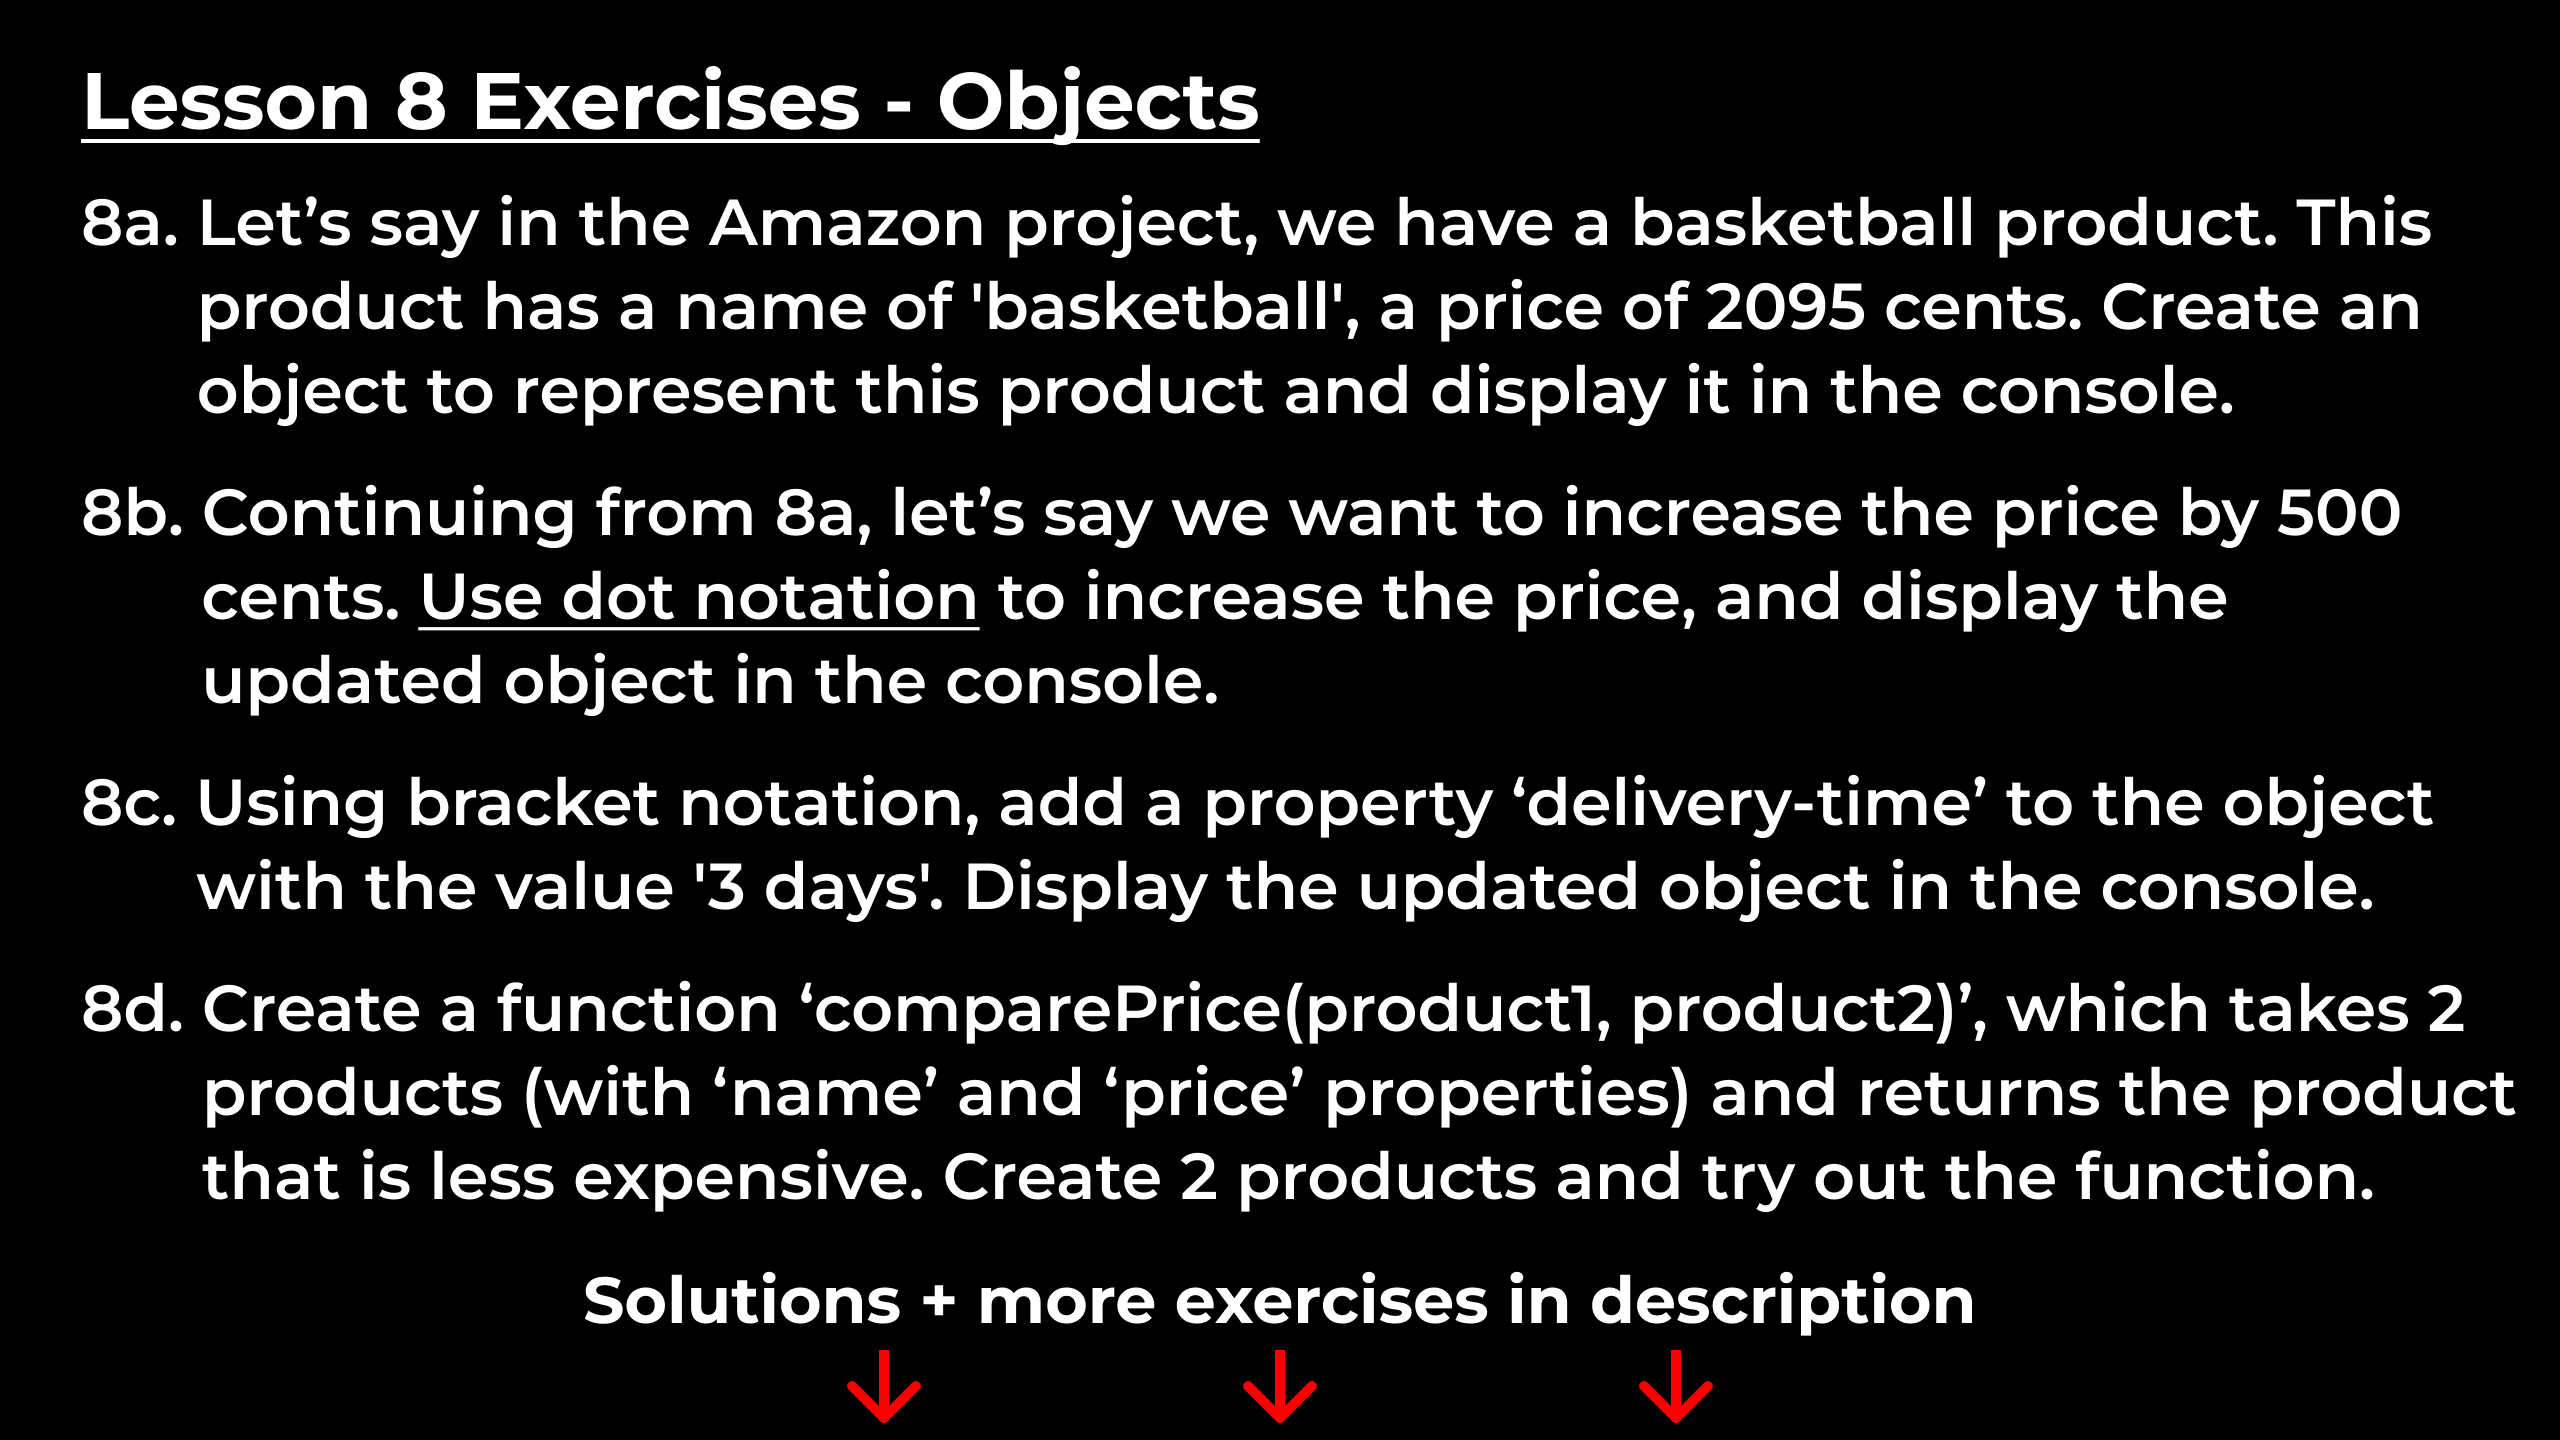 Lesson 8 Exercises - Objects
8a. Let’s say in the Amazon project, we have a basketball product. This
product has a name of 'basketball', a price of 2095 cents. Create an
object to represent this product and display it in the console.
8b. Continuing from 8a, let’s say we want to increase the price by 500
cents. Use dot notation to increase the price, and display the
updated object in the console.
8c. Using bracket notation, add a property ‘delivery-time’ to the object
with the value '3 days'. Display the updated object in the console.
8d. Create a function ‘comparePrice(product1, product2)’, which takes 2
products (with ‘name’ and ‘price’ properties) and returns the product
that is less expensive. Create 2 products and try out the function.
Solutions + more exercises in description